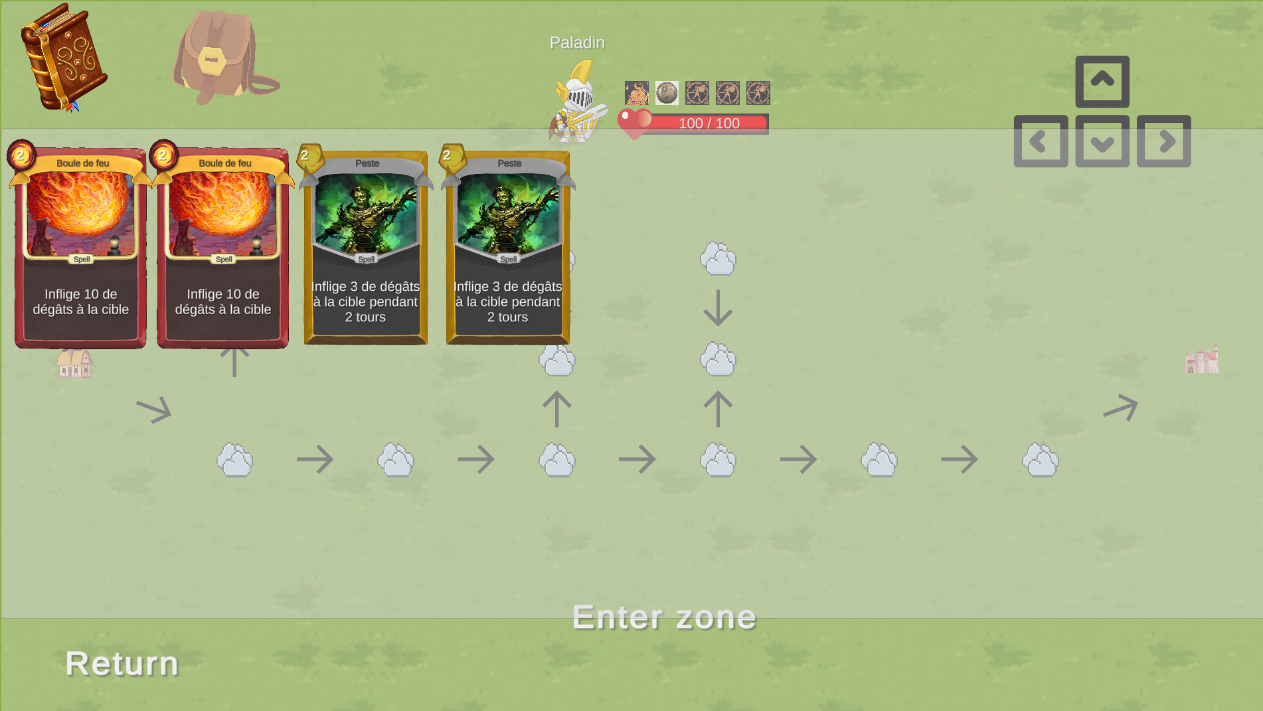 Paladin
100 / 100
2
Boule de feu
Spell
Inflige 10 de
dégâts à la cible
2
Boule de feu
Spell
Inflige 10 de
dégâts à la cible
2
Peste
Spell
Inflige 3 de dégâts
à la cible pendant
2 tours
2
Peste
Spell
Inflige 3 de dégâts
à la cible pendant
2 tours
Enter zone
Return